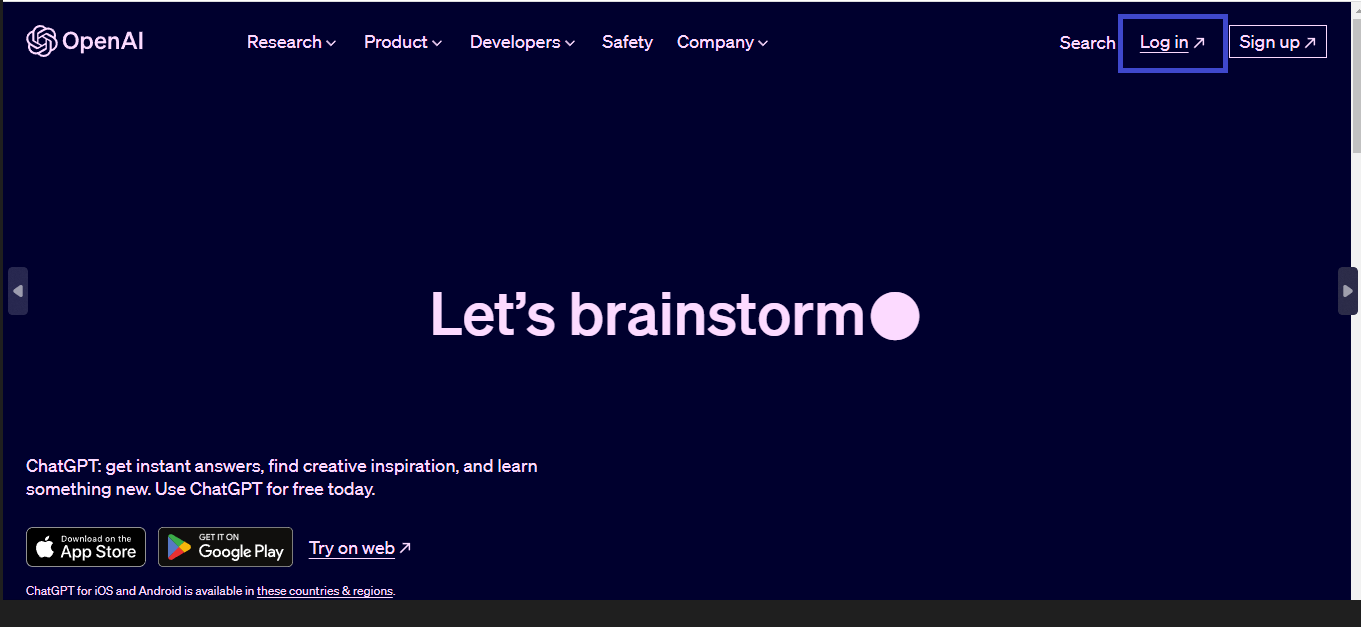 OpenAI Research Product Developers Safety Company Search Log in ↗ Sign up ↗
Let’s brainstorm
ChatGPT: get instant answers, find creative inspiration, and learn
something new. Use ChatGPT for free today.
Download on the App Store GET IT ON Google Play Try on web ↗
ChatGPT for iOS and Android is available in these countries & regions.